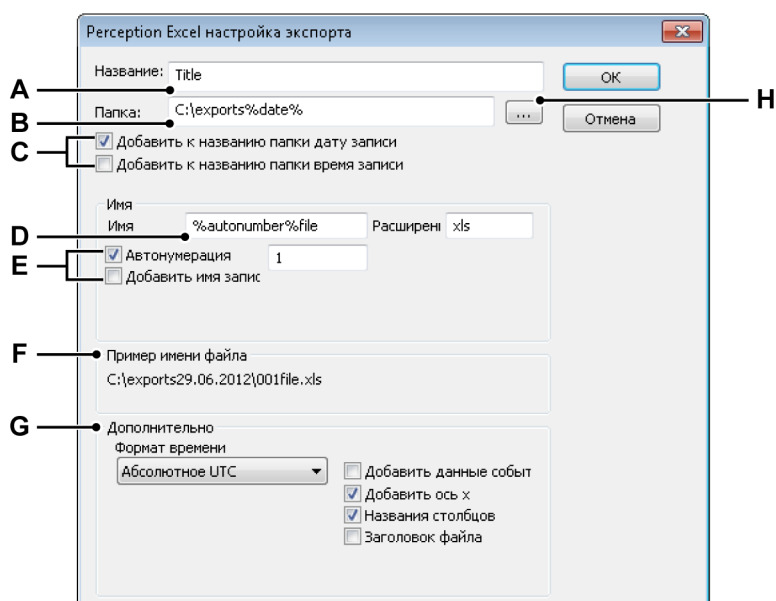 Perception Excel настройка экспорта
A Название: Title OK
B Папка: C:\exports%date% ... H Отмена
C Добавить к названию папки дату записи
Добавить к названию папки время записи
Имя
D Имя %autonumber%file Расширени xls
E Автонумерация 1
Добавить имя запис
F Пример имени файла
C:\exports29.06.2012\001file.xls
G Дополнительно
Формат времени
Абсолютное UTC Добавить данные событ
Добавить ось x
Названия столбцов
Заголовок файла